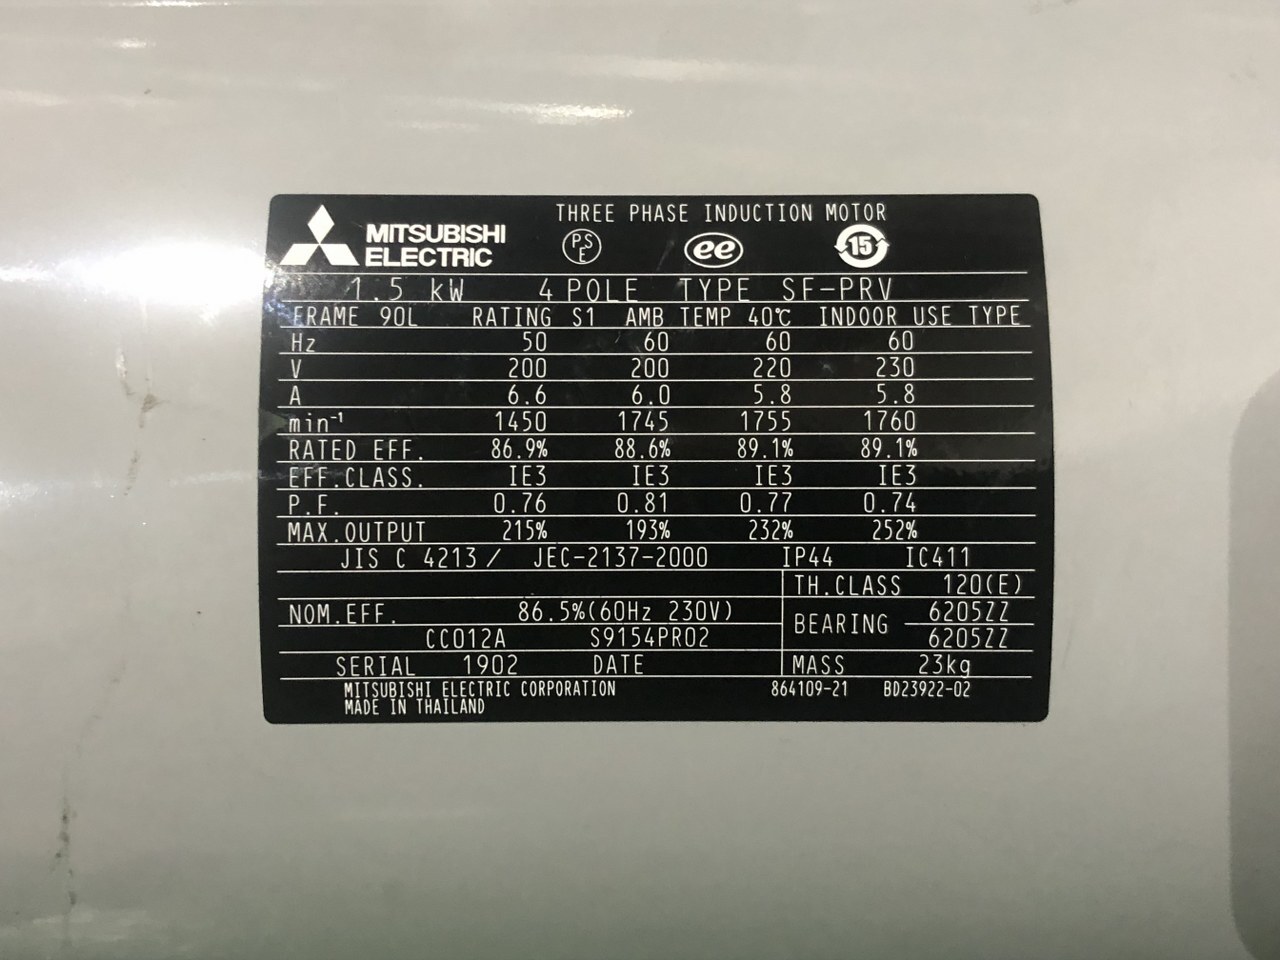 THREE PHASE INDUCTION MOTOR
MITSUBISHI
ELECTRIC
PSE
ee
15
1.5 kW 4 POLE TYPE SF-PRV
FRAME 90L RATING S1 AMB TEMP 40℃ INDOOR USE TYPE
Hz 50 60 60 60
V 200 200 220 230
A 6.6 6.0 5.8 5.8
min⁻¹ 1450 1745 1755 1760
RATED EFF. 86.9% 88.6% 89.1% 89.1%
EFF.CLASS. IE3 IE3 IE3 IE3
P.F. 0.76 0.81 0.77 0.74
MAX.OUTPUT 215% 193% 232% 252%
JIS C 4213/ JEC-2137-2000 IP44 IC411
TH.CLASS 120(E)
NOM.EFF. 86.5%(60Hz 230V)
BEARING 6205ZZ
6205ZZ
CC012A S9154PR02
SERIAL 1902 DATE
MASS 23kg
MITSUBISHI ELECTRIC CORPORATION 864109-21 BD23922-02
MADE IN THAILAND